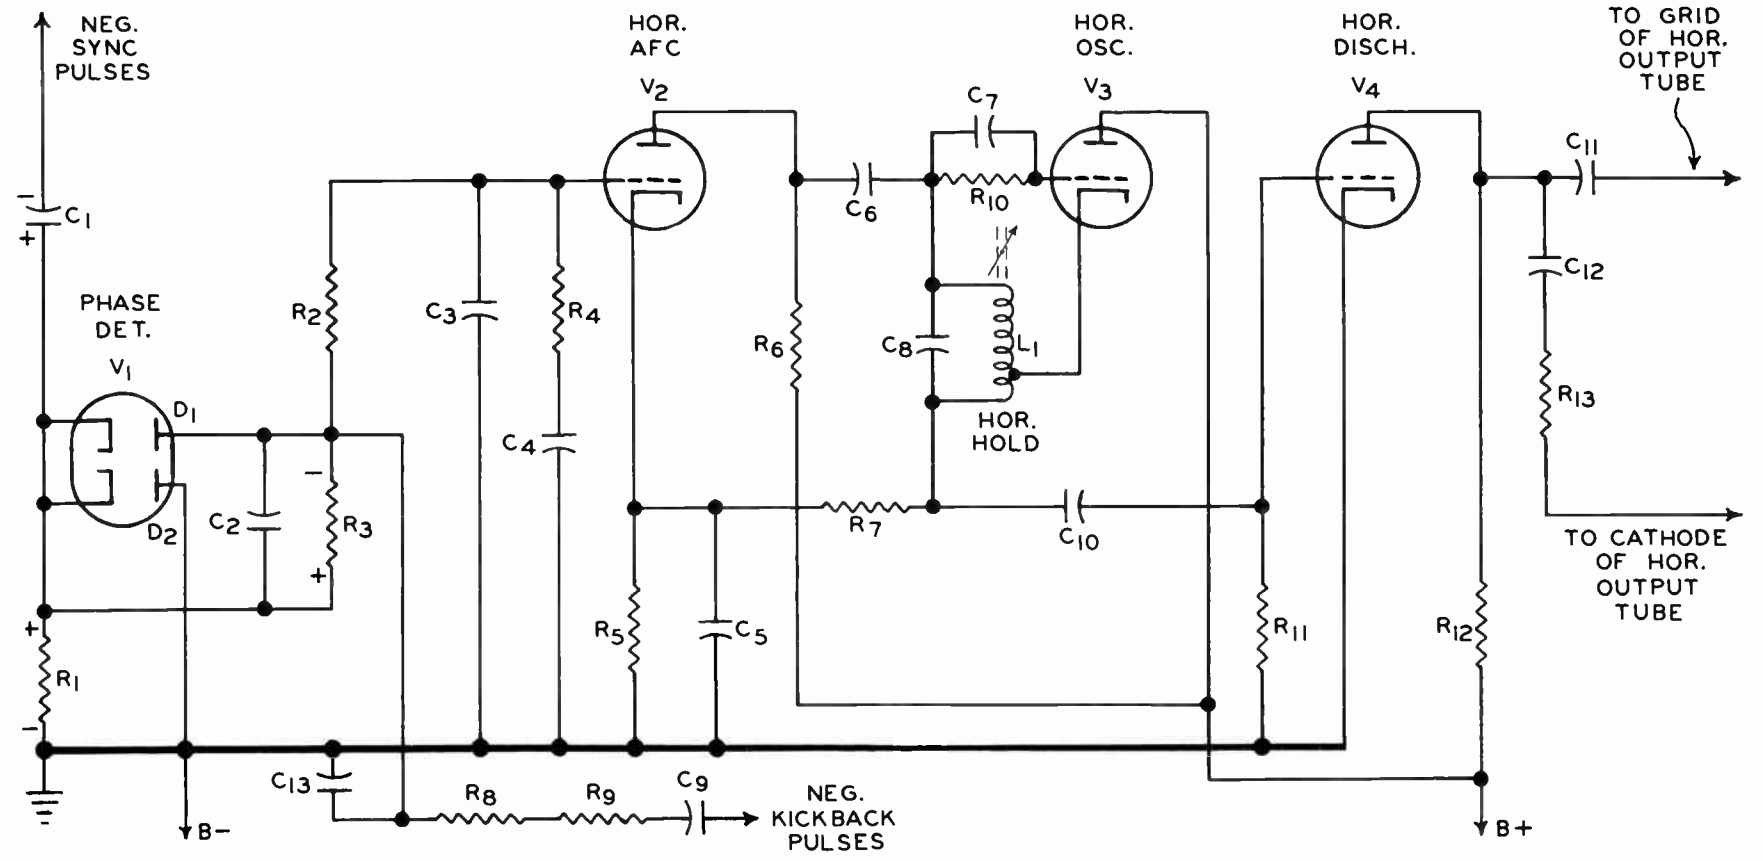 NEG.
SYNC
PULSES
HOR.
AFC
V2
HOR.
OSC.
V3
HOR.
DISCH.
V4
TO GRID
OF HOR.
OUTPUT
TUBE
C7
C11
−
C1
+
C6
R10
C12
PHASE
DET.
V1
R2
C3
R4
R6
C8
L1
R13
D1
HOR.
HOLD
C4
−
D2
C2
R3
R7
C10
TO CATHODE
OF HOR.
OUTPUT
TUBE
+
+
R5
C5
R11
R12
R1
−
C13
R8
R9
C9
NEG.
KICKBACK
PULSES
B−
B+